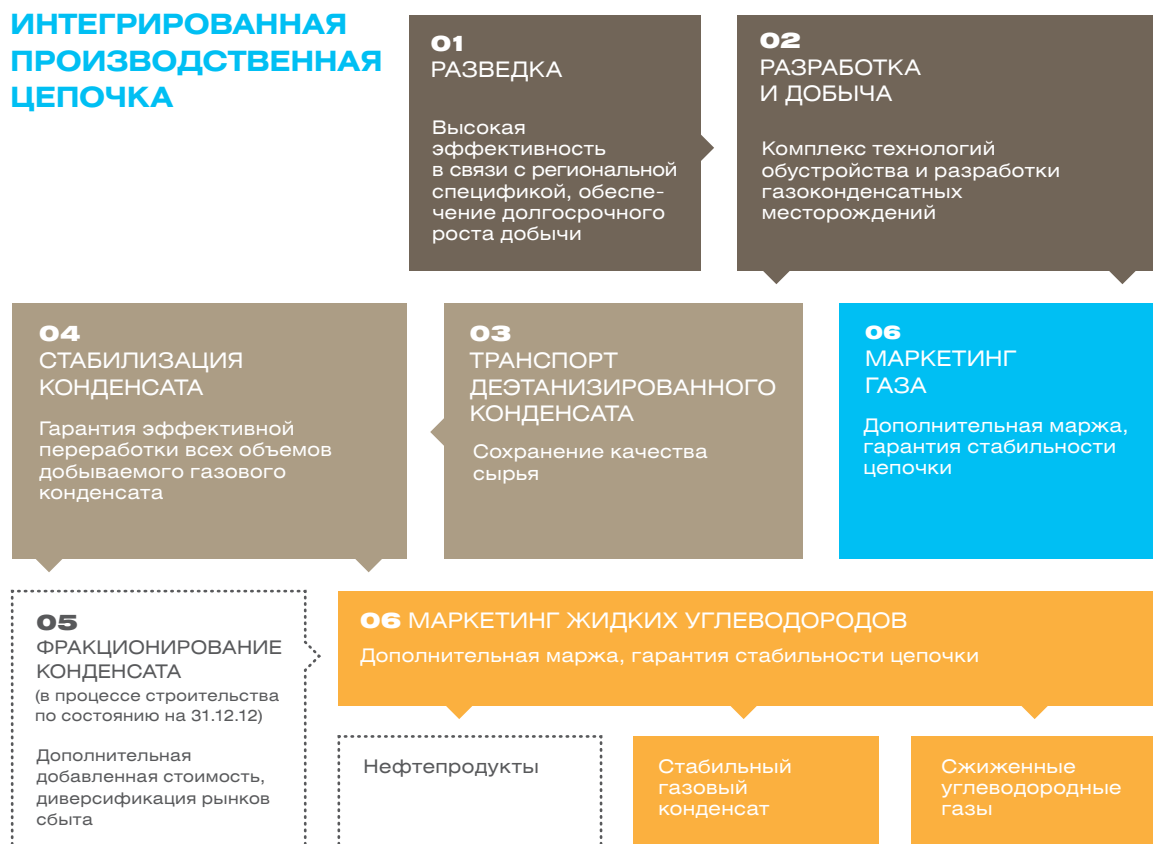 ИНТЕГРИРОВАННАЯ
ПРОИЗВОДСТВЕННАЯ
ЦЕПОЧКА
01
РАЗВЕДКА
Высокая
эффективность
в связи с региональной
спецификой, обеспе-
чение долгосрочного
роста добычи
02
РАЗРАБОТКА
И ДОБЫЧА
Комплекс технологий
обустройства и разработки
газоконденсатных
месторождений
04
СТАБИЛИЗАЦИЯ
КОНДЕНСАТА
Гарантия эффективной
переработки всех объемов
добываемого газового
конденсата
03
ТРАНСПОРТ
ДЕЭТАНИЗИРОВАННОГО
КОНДЕНСАТА
Сохранение качества
сырья
06
МАРКЕТИНГ
ГАЗА
Дополнительная маржа,
гарантия стабильности
цепочки
05
ФРАКЦИОНИРОВАНИЕ
КОНДЕНСАТА
(в процессе строительства
по состоянию на 31.12.12)
Дополнительная
добавленная стоимость,
диверсификация рынков
сбыта
06 МАРКЕТИНГ ЖИДКИХ УГЛЕВОДОРОДОВ
Дополнительная маржа, гарантия стабильности цепочки
Нефтепродукты
Стабильный
газовый
конденсат
Сжиженные
углеводородные
газы